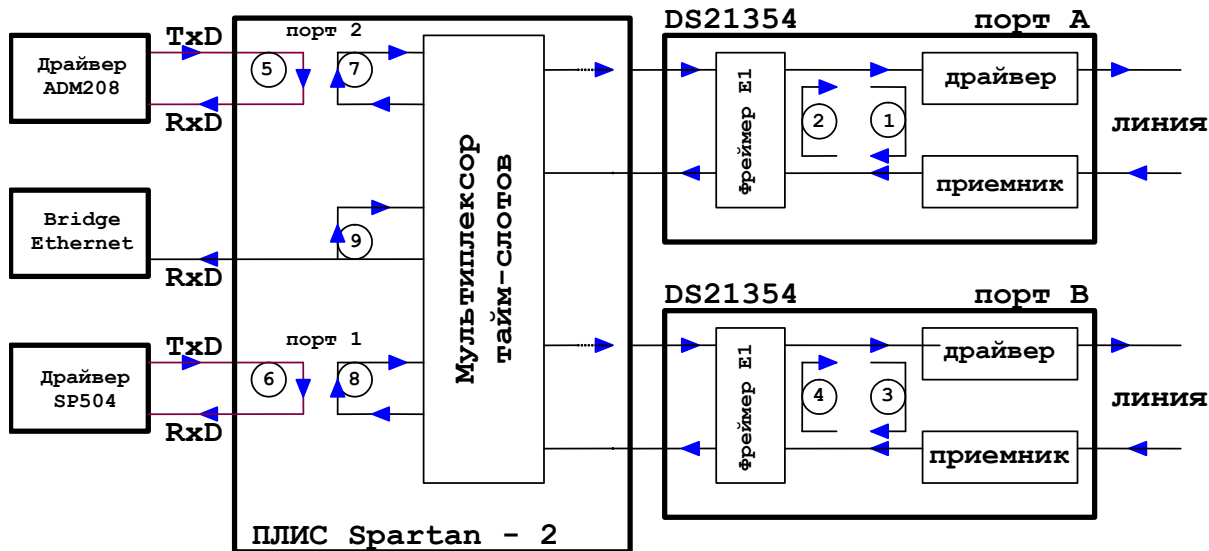 DS21354 порт А
TxD
порт 2
Драйвер
ADM208
5
7
RxD
Мультиплексор
тайм-слотов
Фреймер Е1
2
1
драйвер
приемник
линия
Bridge
Ethernet
RxD
9
DS21354 порт В
TxD
порт 1
Драйвер
SP504
6
8
RxD
Фреймер Е1
4
3
драйвер
приемник
линия
ПЛИС Spartan - 2